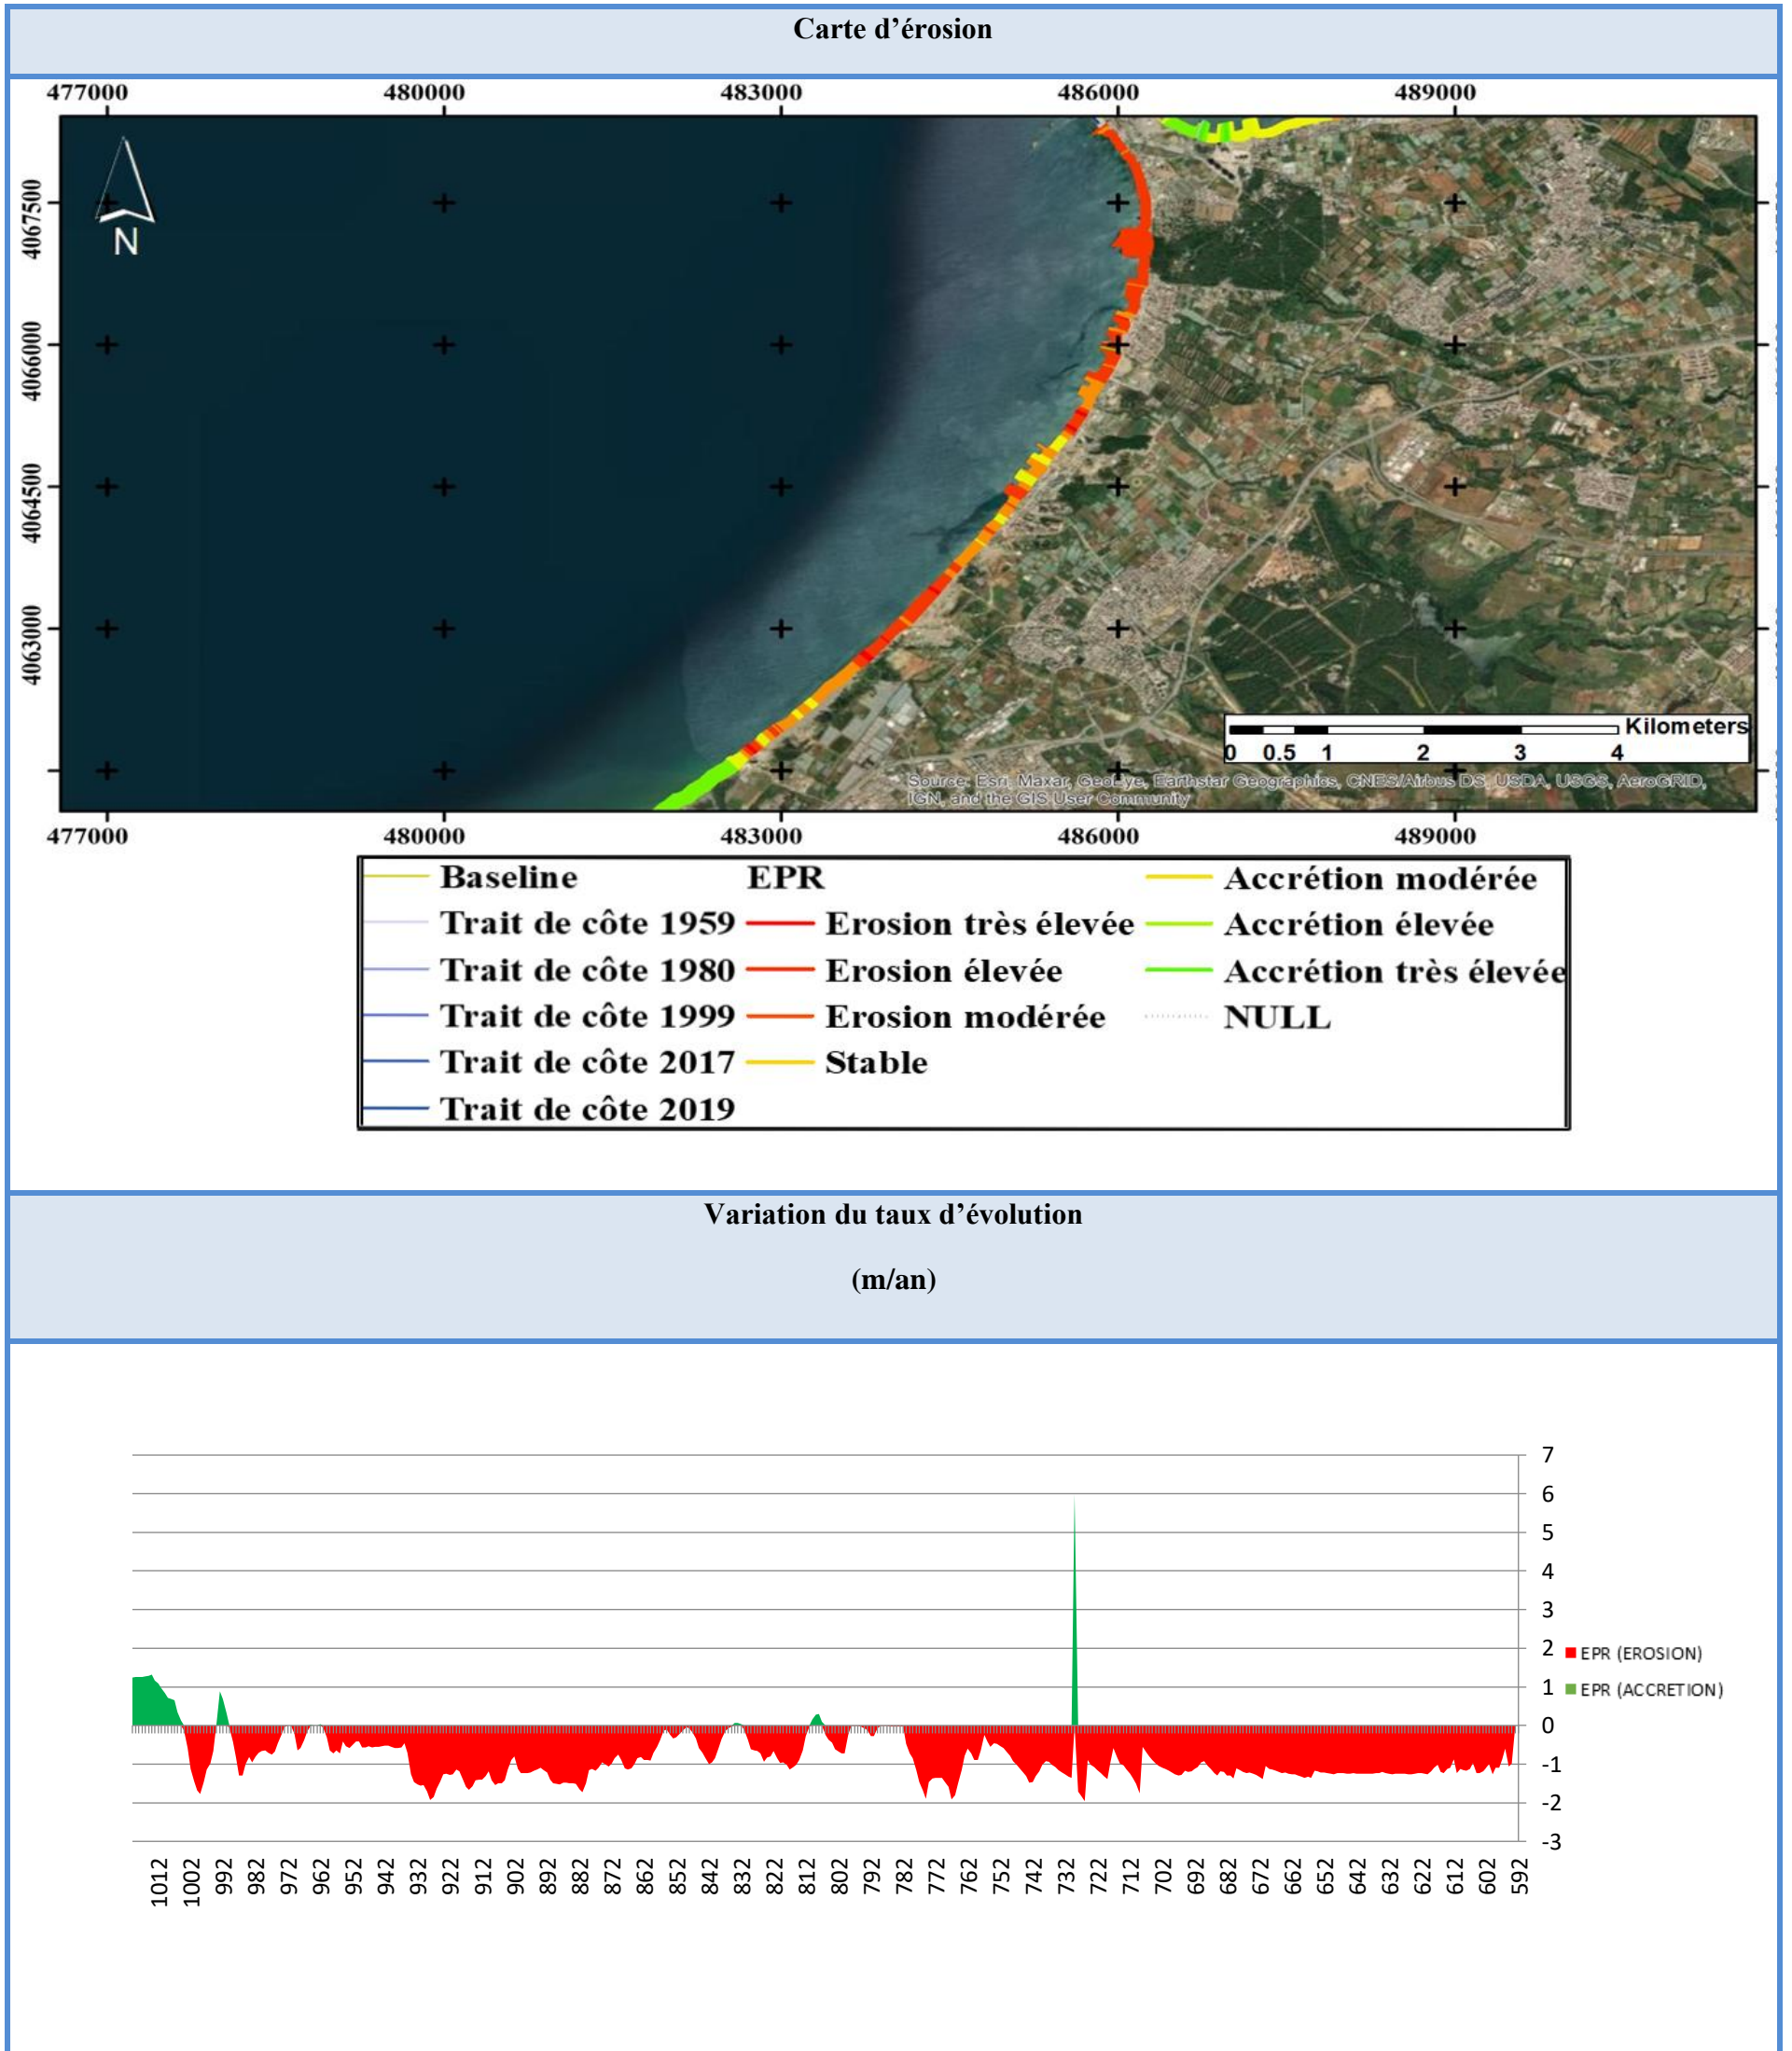 Carte d'érosion
477000 480000 483000 486000 489000
4067500
4066000
4064500
4063000
N
Kilometers
0 0.5 1 2 3 4
Source: Esri, Maxar, GeoEye, Earthstar Geographics, CNES/Airbus DS, USDA, USGS, AeroGRID,
IGN, and the GIS User Community
477000 480000 483000 486000 489000
Baseline
Trait de côte 1959
Trait de côte 1980
Trait de côte 1999
Trait de côte 2017
Trait de côte 2019
EPR
Erosion très élevée
Erosion élevée
Erosion modérée
Stable
Accrétion modérée
Accrétion élevée
Accrétion très élevée
NULL
Variation du taux d'évolution
(m/an)
7
6
5
4
3
2
1
0
-1
-2
-3
EPR (EROSION)
EPR (ACCRETION)
1012 1002 992 982 972 962 952 942 932 922 912 902 892 882 872 862 852 842 832 822 812 802 792 782 772 762 752 742 732 722 712 702 692 682 672 662 652 642 632 622 612 602 592